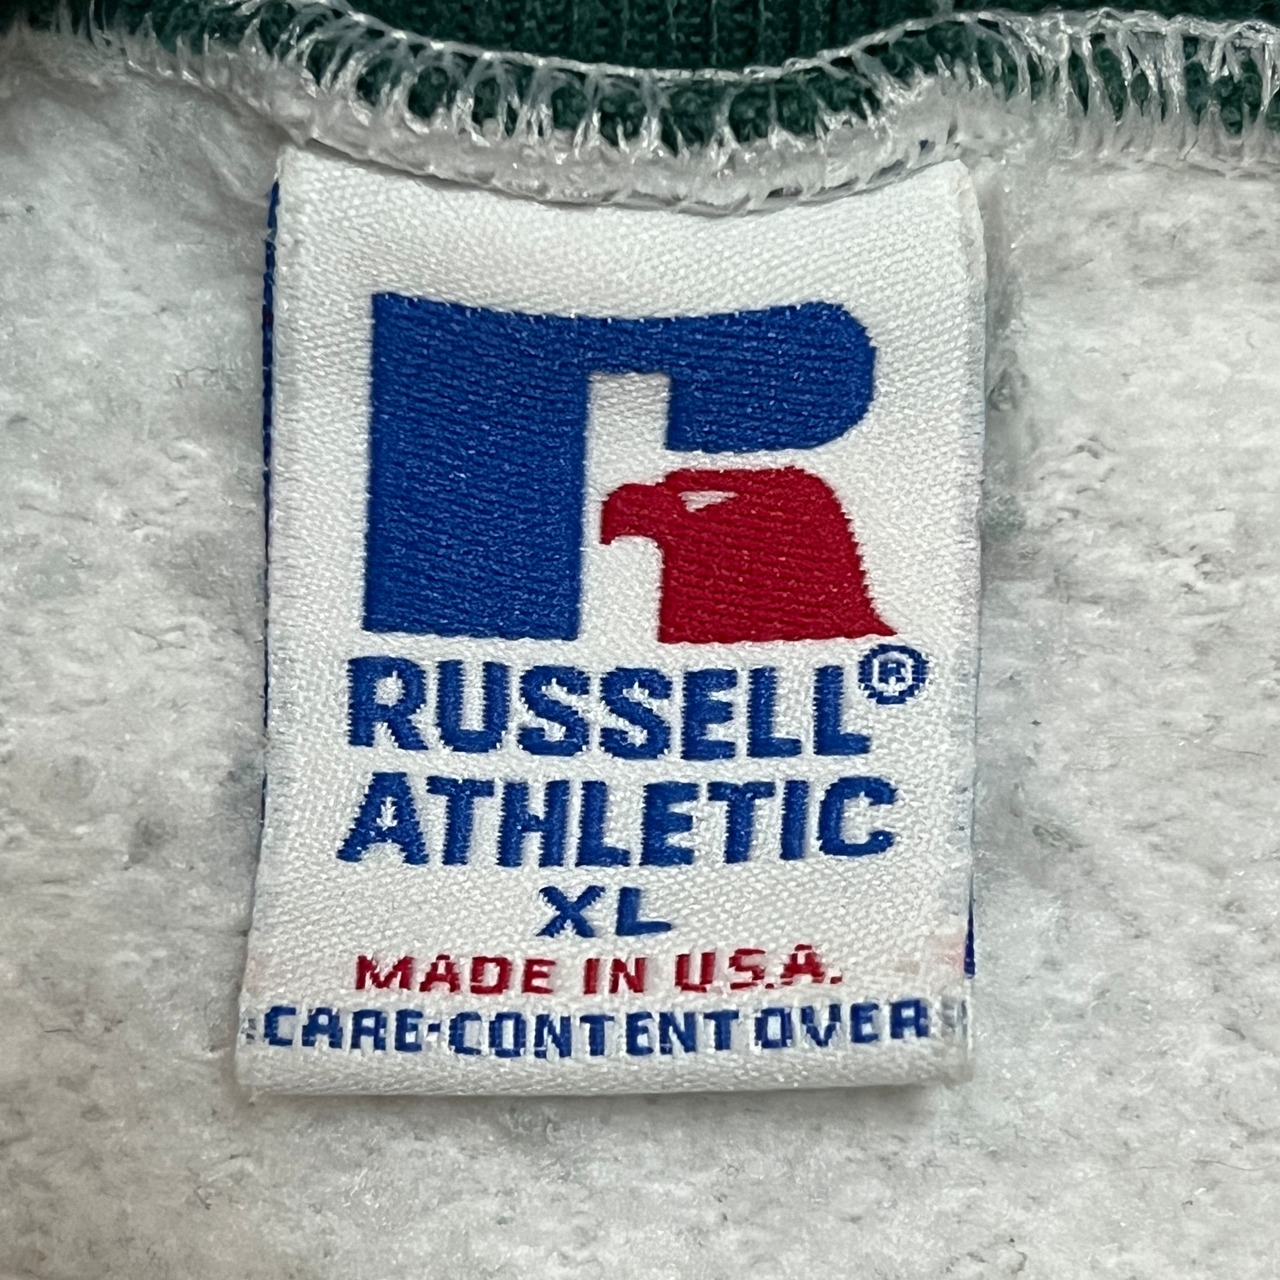 RUSSELL®
ATHLETIC
XL
MADE IN U.S.A.
CARE·CONTENT OVER